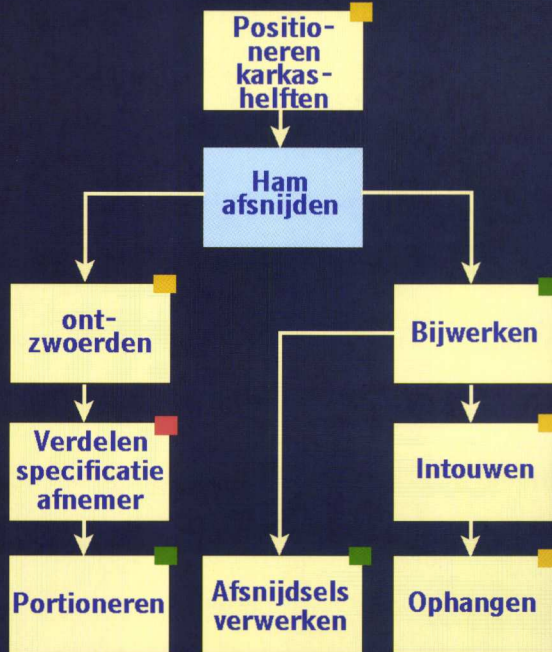 Positio-
neren
karkas-
helften
Ham
afsnijden
ont-
zwoerden
Bijwerken
Verdelen
specificatie
afnemer
Intouwen
Portioneren
Afsnijdsels
verwerken
Ophangen